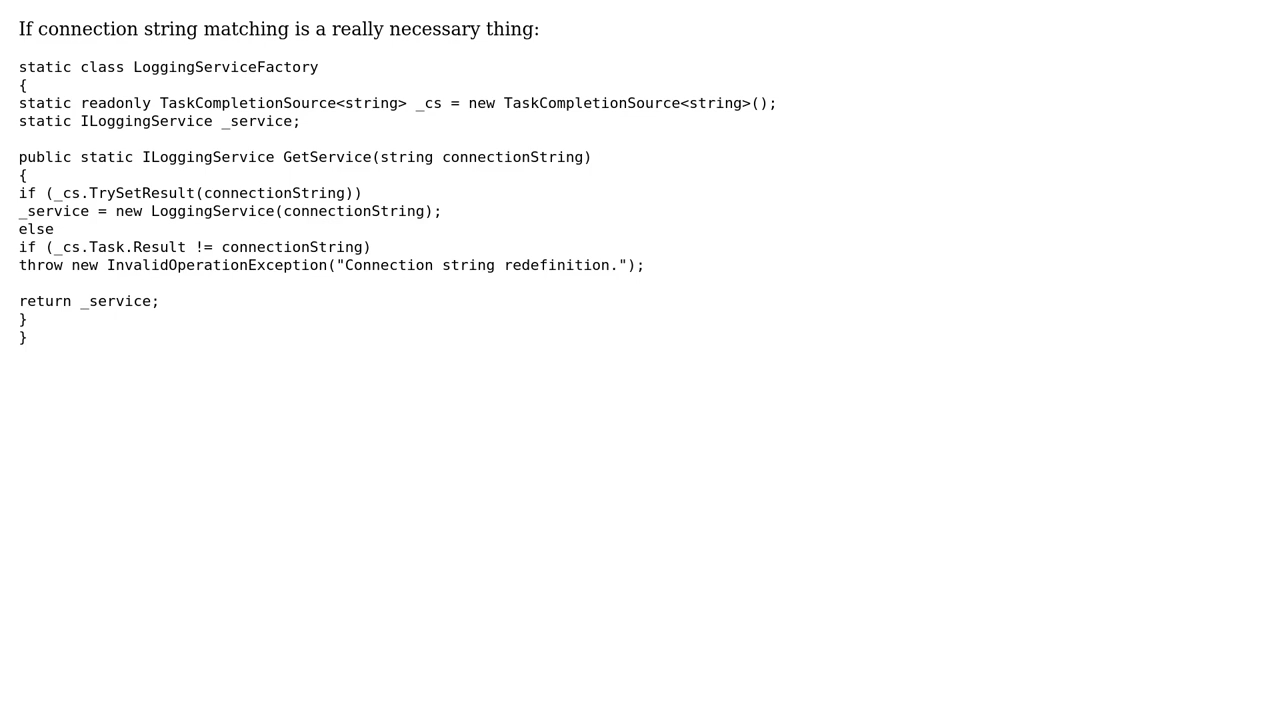 If connection string matching is a really necessary thing:
static class LoggingServiceFactory
{
static readonly TaskCompletionSource<string> _cs = new TaskCompletionSource<string>();
static ILoggingService _service;
public static ILoggingService GetService(string connectionString)
{
if (_cs.TrySetResult(connectionString))
_service = new LoggingService(connectionString);
else
if (_cs.Task.Result != connectionString)
throw new InvalidOperationException("Connection string redefinition.");
return _service;
}
}